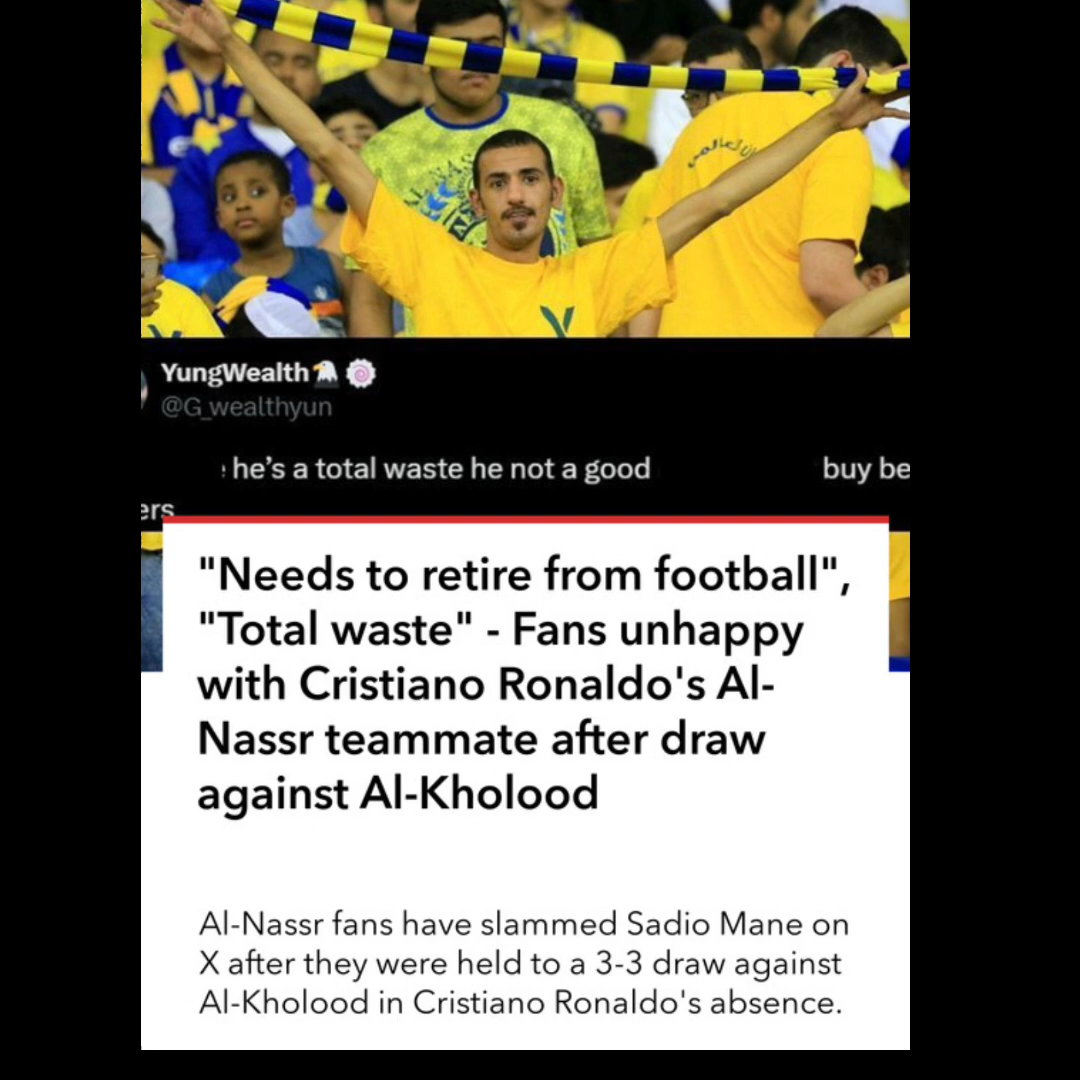 YungWealth
@G_wealthyun
he's a total waste he not a good buy be
ers
"Needs to retire from football",
"Total waste" - Fans unhappy
with Cristiano Ronaldo's Al-
Nassr teammate after draw
against Al-Kholood
Al-Nassr fans have slammed Sadio Mane on
X after they were held to a 3-3 draw against
Al-Kholood in Cristiano Ronaldo's absence.